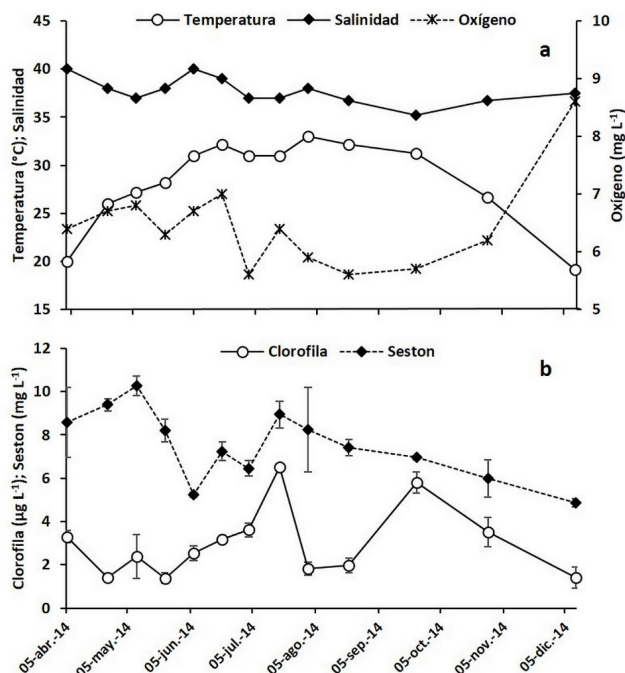 Temperatura Salinidad Oxígeno
a
45
40
35
30
25
20
15
Temperatura (°C); Salinidad
10
9
8
7
6
5
Oxígeno (mg L-1)
Clorofila Seston
b
12
10
8
6
4
2
0
Clorofila (µg L-1); Seston (mg L-1)
05-abr.-14
05-may.-14
05-jun.-14
05-jul.-14
05-ago.-14
05-sep.-14
05-oct.-14
05-nov.-14
05-dic.-14